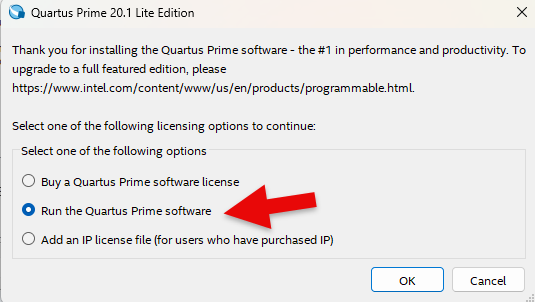 Quartus Prime 20.1 Lite Edition
Thank you for installing the Quartus Prime software - the #1 in performance and productivity. To
upgrade to a full featured edition, please
https://www.intel.com/content/www/us/en/products/programmable.html.
Select one of the following licensing options to continue:
Select one of the following options
Buy a Quartus Prime software license
Run the Quartus Prime software
Add an IP license file (for users who have purchased IP)
OK Cancel